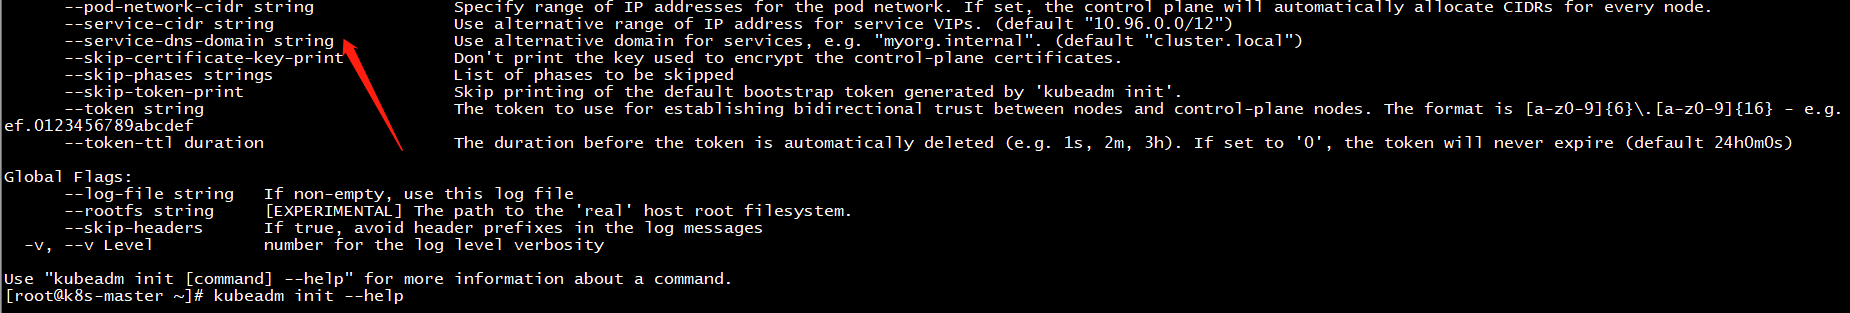 --pod-network-cidr string Specify range of IP addresses for the pod network. If set, the control plane will automatically allocate CIDRs for every node.
--service-cidr string Use alternative range of IP address for service VIPs. (default "10.96.0.0/12")
--service-dns-domain string Use alternative domain for services, e.g. "myorg.internal". (default "cluster.local")
--skip-certificate-key-print Don't print the key used to encrypt the control-plane certificates.
--skip-phases strings List of phases to be skipped
--skip-token-print Skip printing of the default bootstrap token generated by 'kubeadm init'.
--token string The token to use for establishing bidirectional trust between nodes and control-plane nodes. The format is [a-z0-9]{6}\.[a-z0-9]{16} - e.g.
ef.0123456789abcdef
--token-ttl duration The duration before the token is automatically deleted (e.g. 1s, 2m, 3h). If set to '0', the token will never expire (default 24h0m0s)
Global Flags:
--log-file string If non-empty, use this log file
--rootfs string [EXPERIMENTAL] The path to the 'real' host root filesystem.
--skip-headers If true, avoid header prefixes in the log messages
-v, --v Level number for the log level verbosity
Use "kubeadm init [command] --help" for more information about a command.
[root@k8s-master ~]# kubeadm init --help